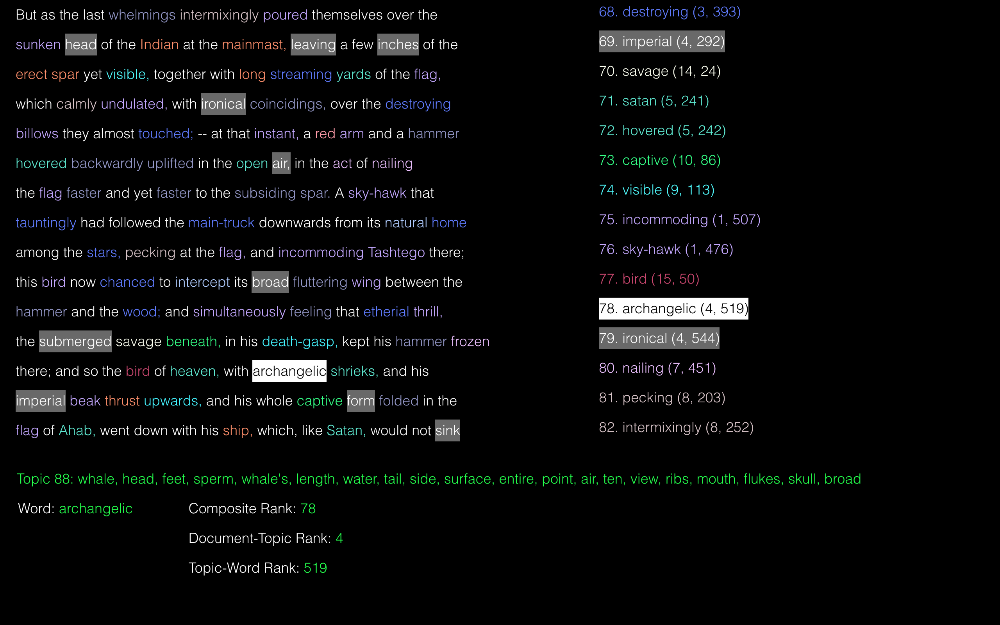 But as the last whelmings intermixingly poured themselves over the
sunken head of the Indian at the mainmast, leaving a few inches of the
erect spar yet visible, together with long streaming yards of the flag,
which calmly undulated, with ironical coincidings, over the destroying
billows they almost touched; -- at that instant, a red arm and a hammer
hovered backwardly uplifted in the open air, in the act of nailing
the flag faster and yet faster to the subsiding spar. A sky-hawk that
tauntingly had followed the main-truck downwards from its natural home
among the stars, pecking at the flag, and incommoding Tashtego there;
this bird now chanced to intercept its broad fluttering wing between the
hammer and the wood; and simultaneously feeling that etherial thrill,
the submerged savage beneath, in his death-gasp, kept his hammer frozen
there; and so the bird of heaven, with archangelic shrieks, and his
imperial beak thrust upwards, and his whole captive form folded in the
flag of Ahab, went down with his ship, which, like Satan, would not sink
68. destroying (3, 393)
69. imperial (4, 292)
70. savage (14, 24)
71. satan (5, 241)
72. hovered (5, 242)
73. captive (10, 86)
74. visible (9, 113)
75. incommoding (1, 507)
76. sky-hawk (1, 476)
77. bird (15, 50)
78. archangelic (4, 519)
79. ironical (4, 544)
80. nailing (7, 451)
81. pecking (8, 203)
82. intermixingly (8, 252)
Topic 88: whale, head, feet, sperm, whale's, length, water, tail, side, surface, entire, point, air, ten, view, ribs, mouth, flukes, skull, broad
Word: archangelic
Composite Rank: 78
Document-Topic Rank: 4
Topic-Word Rank: 519